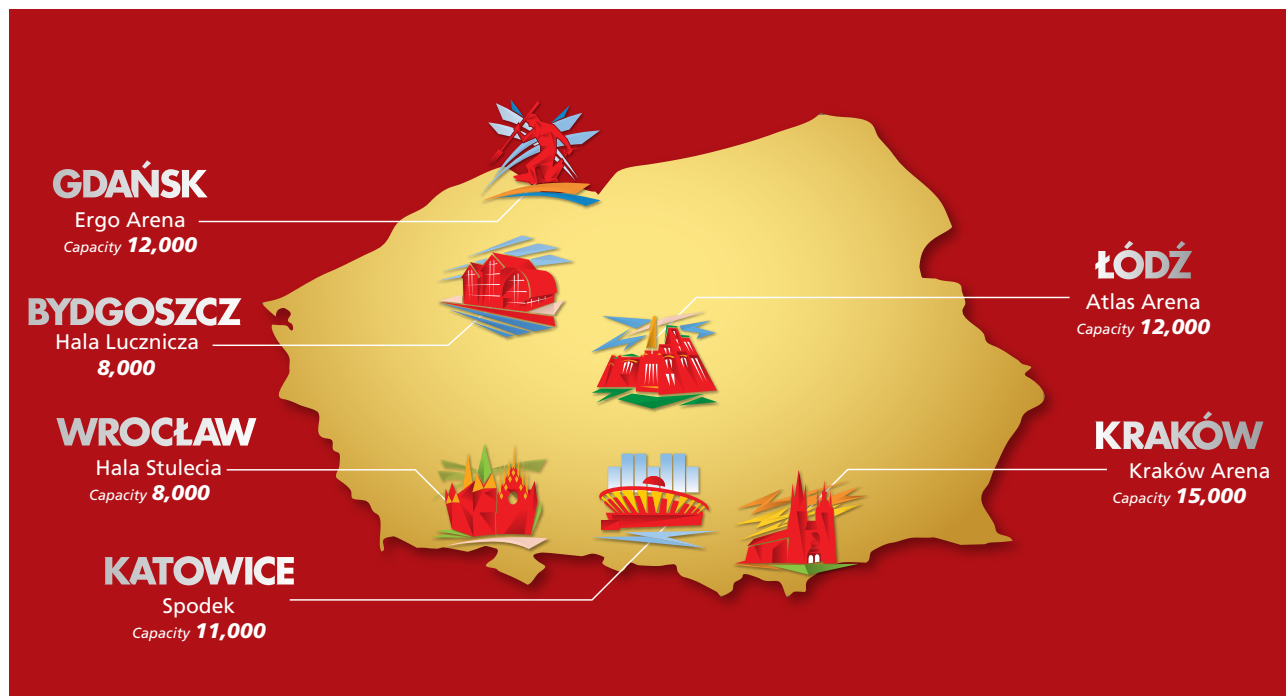 GDAŃSK
Ergo Arena
Capacity 12,000
BYDGOSZCZ
Hala Lucznicza
8,000
WROCŁAW
Hala Stulecia
Capacity 8,000
KATOWICE
Spodek
Capacity 11,000
ŁÓDŹ
Atlas Arena
Capacity 12,000
KRAKÓW
Kraków Arena
Capacity 15,000